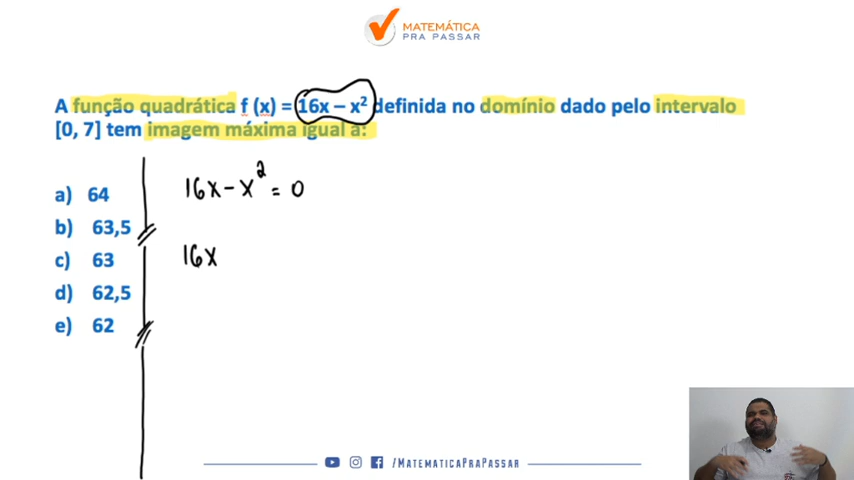 MATEMÁTICA
PRA PASSAR
A função quadrática f (x) = 16x – x² definida no domínio dado pelo intervalo
[0, 7] tem imagem máxima igual a:
a) 64
b) 63,5
c) 63
d) 62,5
e) 62
16x - x² = 0
16x
/MATEMATICAPRAPASSAR